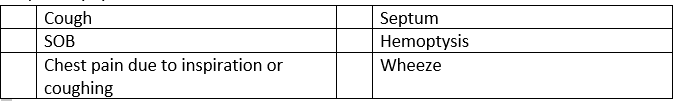 Cough Septum
SOB Hemoptysis
Chest pain due to inspiration or Wheeze
coughing